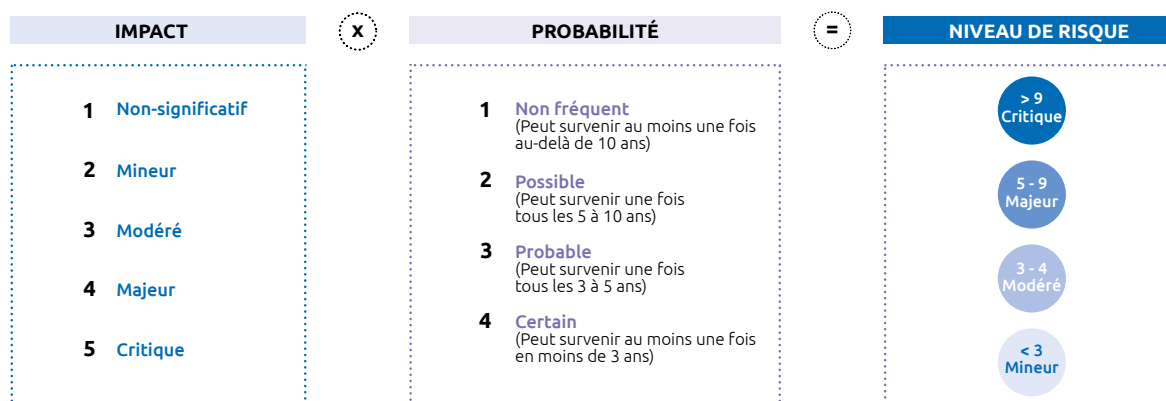 IMPACT
x
PROBABILITÉ
=
NIVEAU DE RISQUE
1 Non-significatif
2 Mineur
3 Modéré
4 Majeur
5 Critique
1 Non fréquent
(Peut survenir au moins une fois
au-delà de 10 ans)
2 Possible
(Peut survenir une fois
tous les 5 à 10 ans)
3 Probable
(Peut survenir une fois
tous les 3 à 5 ans)
4 Certain
(Peut survenir au moins une fois
en moins de 3 ans)
> 9
Critique
5 - 9
Majeur
3 - 4
Modéré
< 3
Mineur